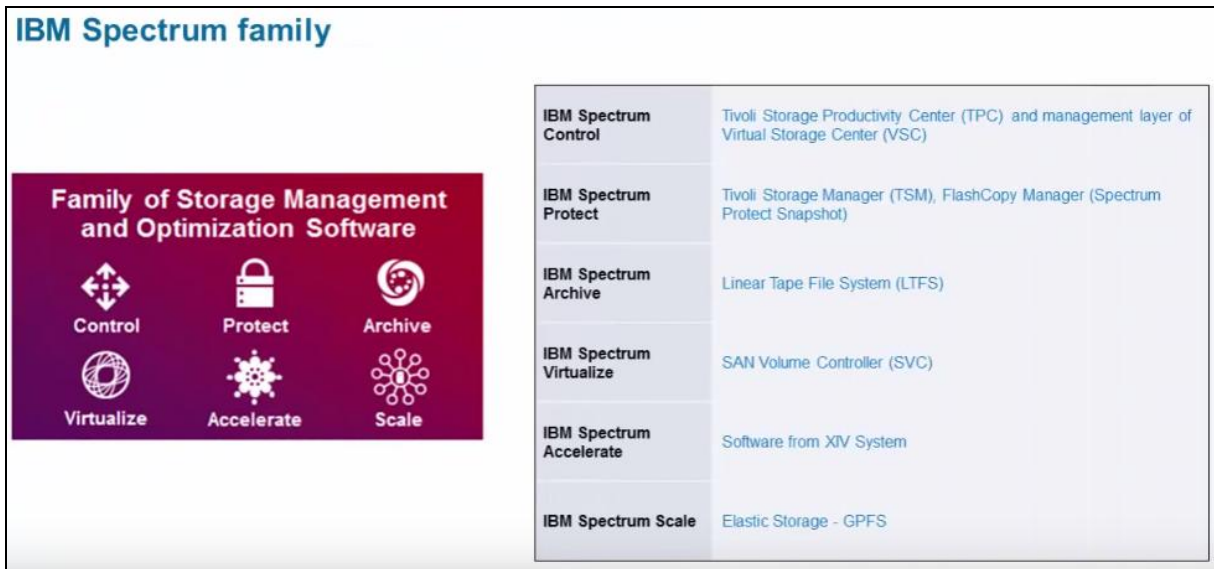 IBM Spectrum family
Family of Storage Management
and Optimization Software
Control
Protect
Archive
Virtualize
Accelerate
Scale
IBM Spectrum
Control
Tivoli Storage Productivity Center (TPC) and management layer of
Virtual Storage Center (VSC)
IBM Spectrum
Protect
Tivoli Storage Manager (TSM), FlashCopy Manager (Spectrum
Protect Snapshot)
IBM Spectrum
Archive
Linear Tape File System (LTFS)
IBM Spectrum
Virtualize
SAN Volume Controller (SVC)
IBM Spectrum
Accelerate
Software from XIV System
IBM Spectrum Scale
Elastic Storage - GPFS